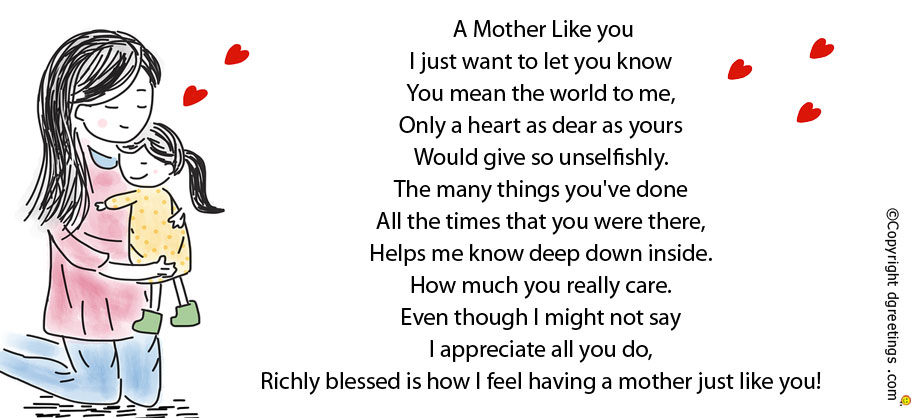 A Mother Like you
I just want to let you know
You mean the world to me,
Only a heart as dear as yours
Would give so unselfishly.
The many things you've done
All the times that you were there,
Helps me know deep down inside.
How much you really care.
Even though I might not say
I appreciate all you do,
Richly blessed is how I feel having a mother just like you!
©Copyright dgreetings .com